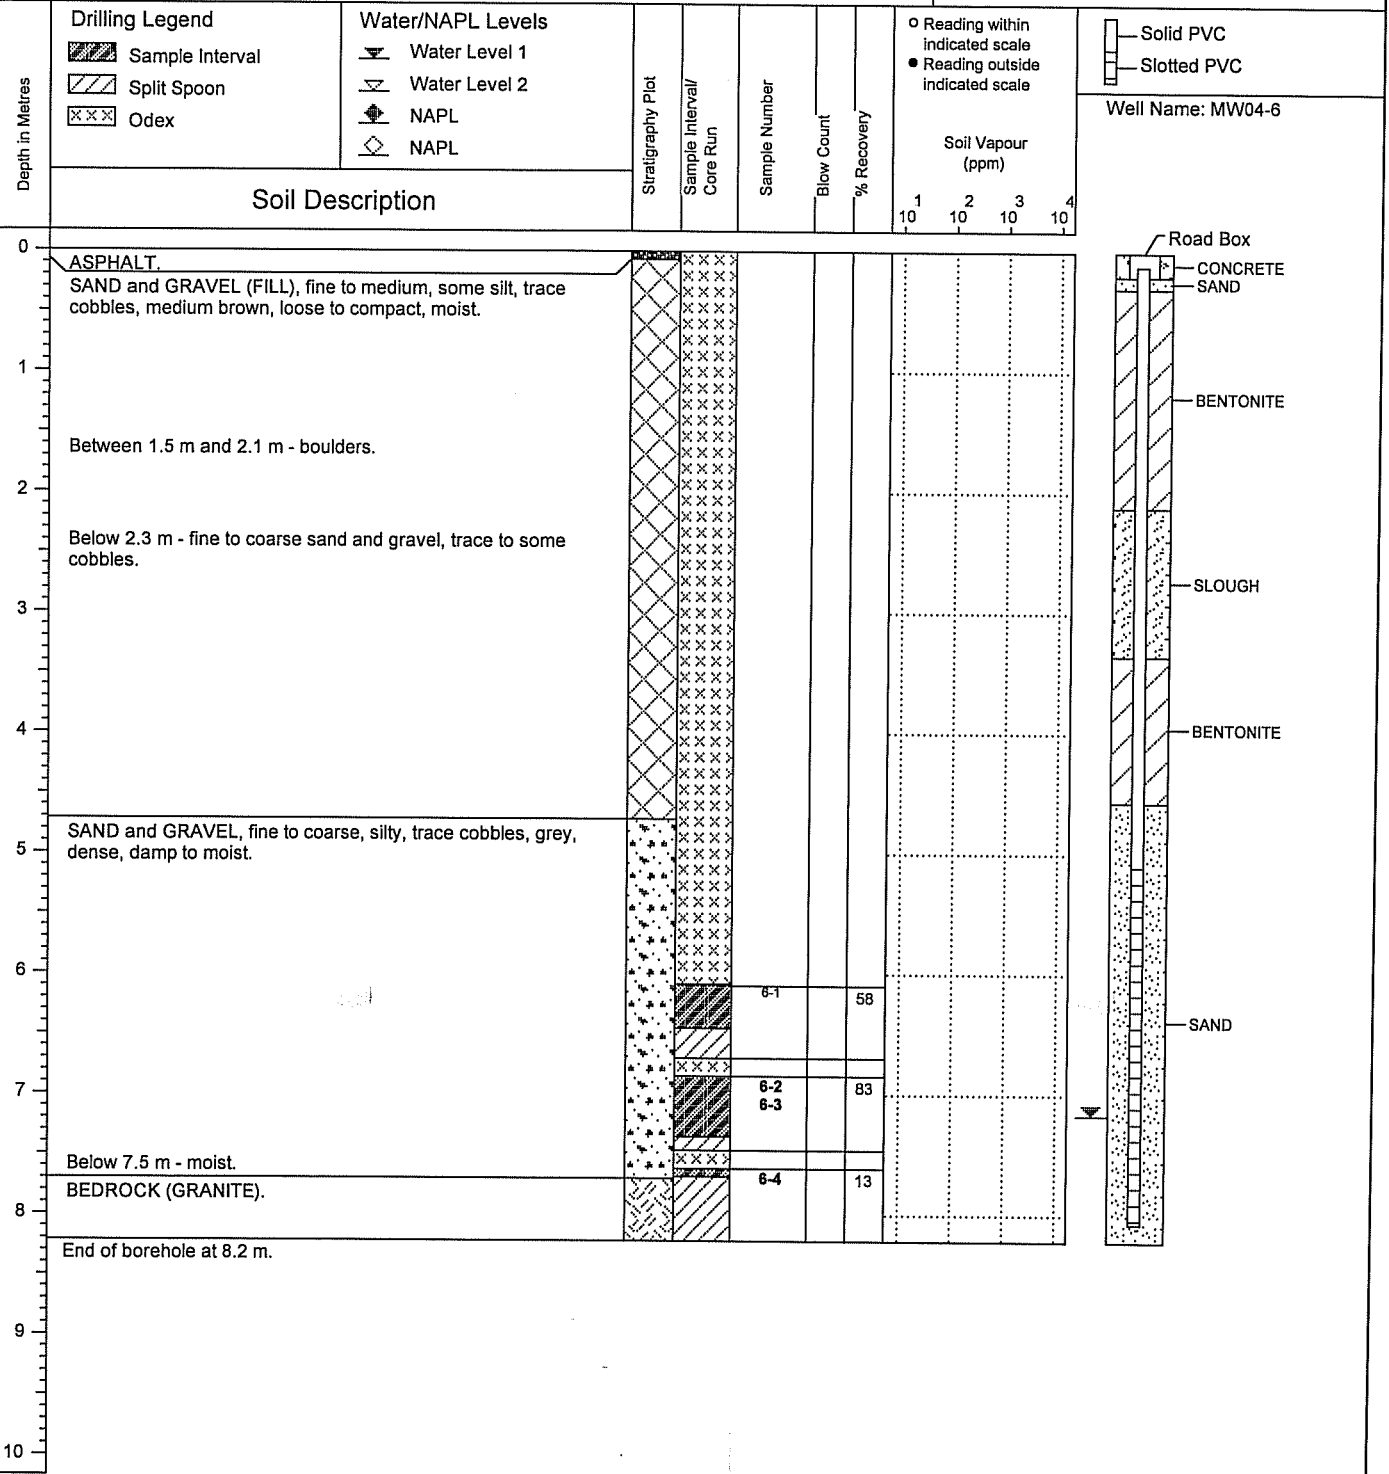 Drilling Legend
Sample Interval
Split Spoon
Odex
Water/NAPL Levels
Water Level 1
Water Level 2
NAPL
NAPL
Soil Description
Depth in Metres
Stratigraphy Plot
Sample Interval/
Core Run
Sample Number
Blow Count
% Recovery
Reading within
indicated scale
Reading outside
indicated scale
Soil Vapour
(ppm)
10^1 10^2 10^3 10^4
Solid PVC
Slotted PVC
Well Name: MW04-6
0
ASPHALT.
SAND and GRAVEL (FILL), fine to medium, some silt, trace
cobbles, medium brown, loose to compact, moist.
1
Between 1.5 m and 2.1 m - boulders.
2
Below 2.3 m - fine to coarse sand and gravel, trace to some
cobbles.
3
4
SAND and GRAVEL, fine to coarse, silty, trace cobbles, grey,
dense, damp to moist.
5
6
6-1 58
7
6-2 83
6-3
Below 7.5 m - moist.
6-4 13
BEDROCK (GRANITE).
8
End of borehole at 8.2 m.
9
10
Road Box
CONCRETE
SAND
BENTONITE
SLOUGH
BENTONITE
SAND